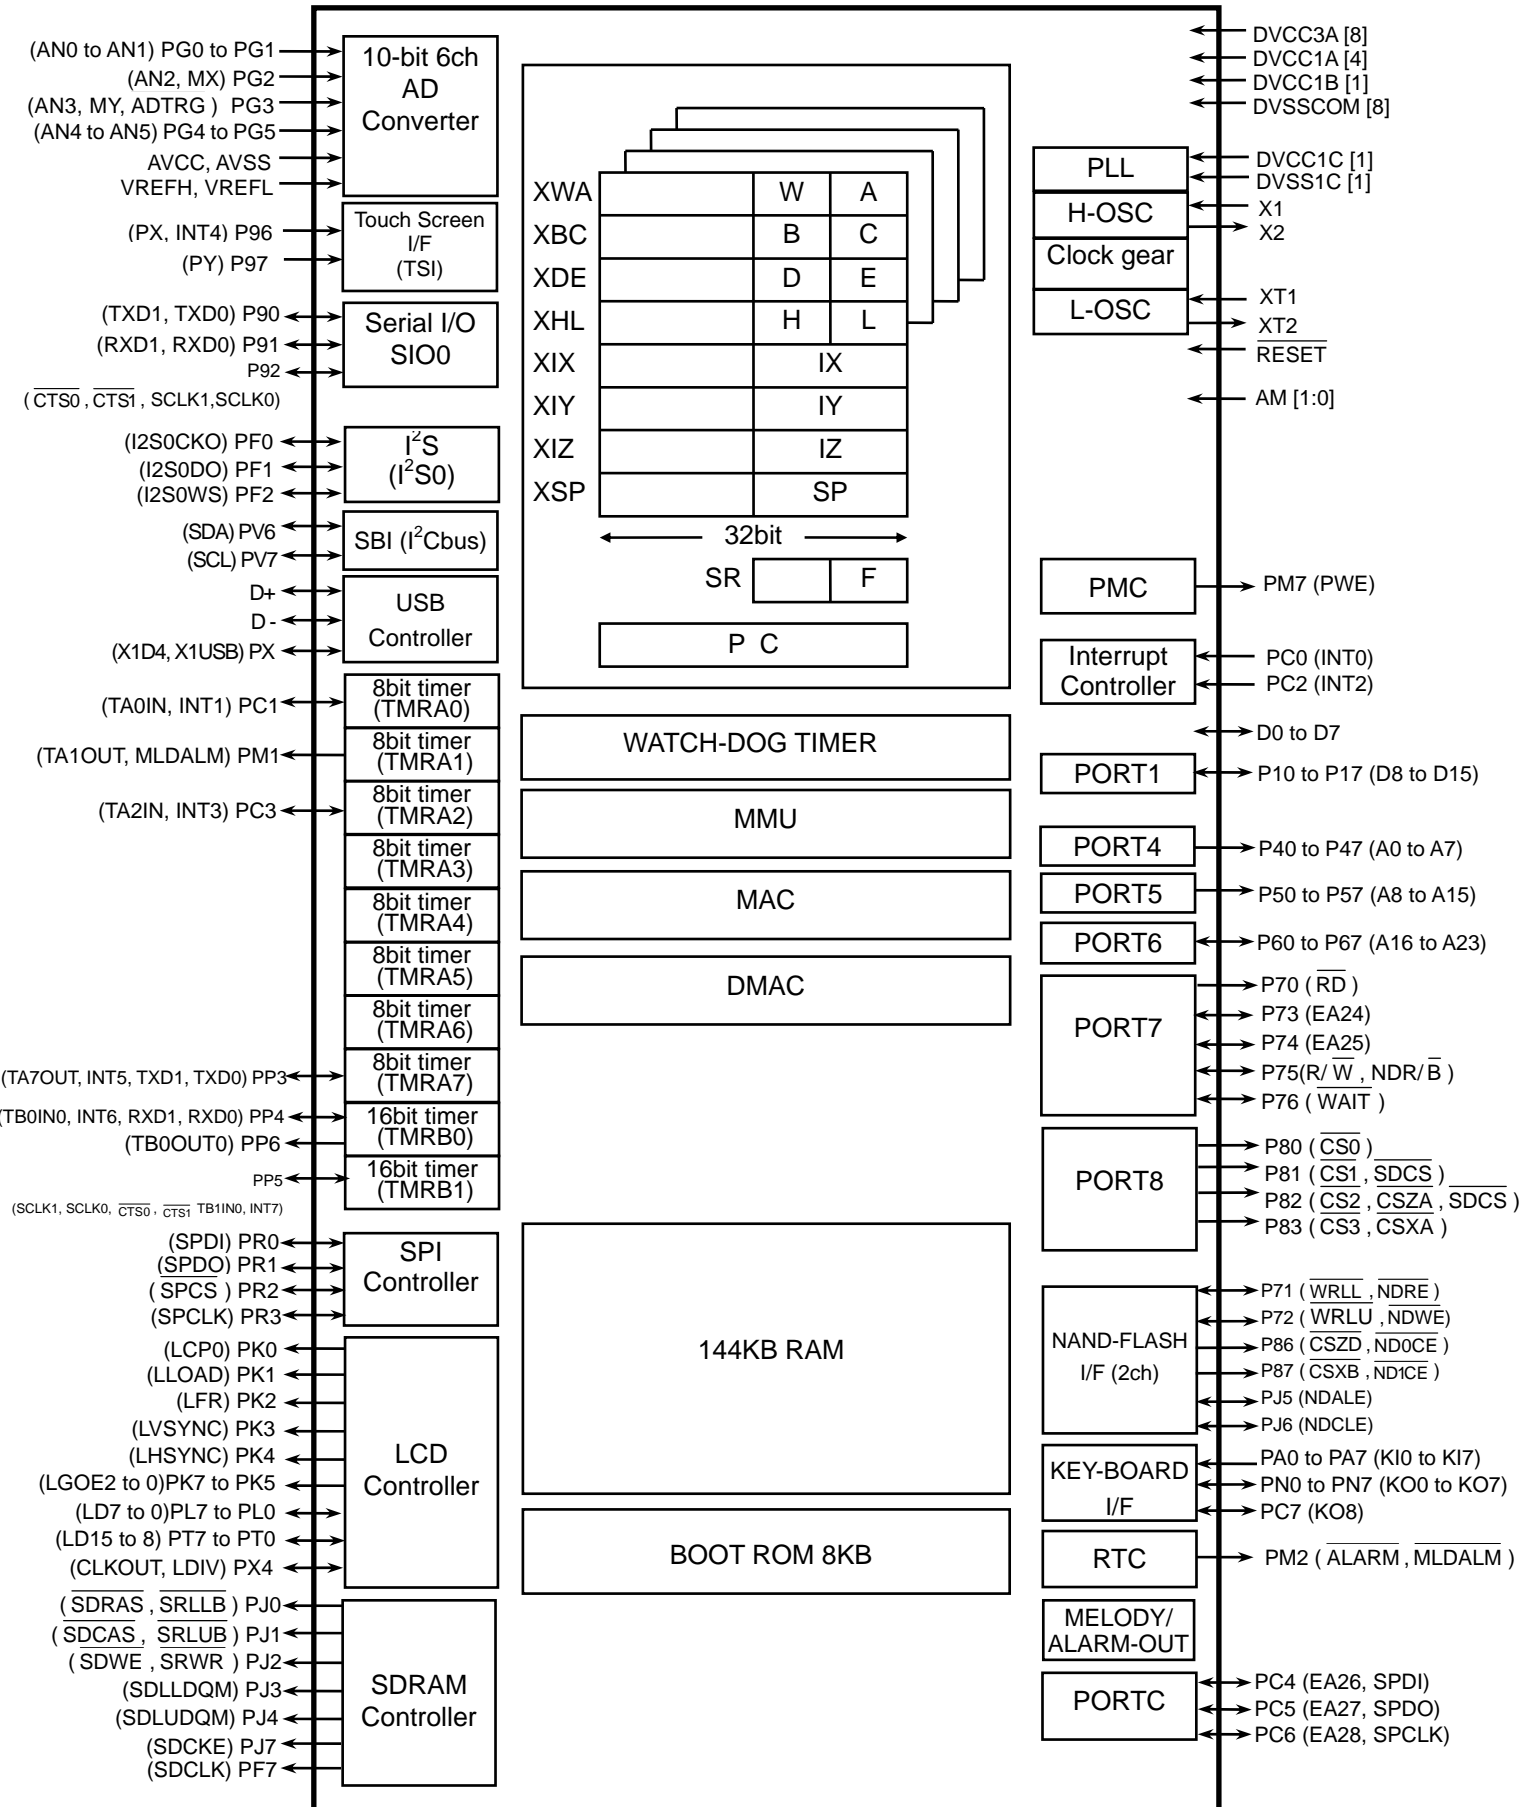 (AN0 to AN1) PG0 to PG1
(AN2, MX) PG2
(AN3, MY, ADTRG ) PG3
(AN4 to AN5) PG4 to PG5
AVCC, AVSS
VREFH, VREFL
10-bit 6ch
AD
Converter
(PX, INT4) P96
(PY) P97
Touch Screen
I/F
(TSI)
(TXD1, TXD0) P90
(RXD1, RXD0) P91
P92
( CTS0 , CTS1 , SCLK1,SCLK0)
Serial I/O
SIO0
(I2S0CKO) PF0
(I2S0DO) PF1
(I2S0WS) PF2
I²S
(I²S0)
(SDA) PV6
(SCL) PV7
SBI (I²Cbus)
D+
D -
(X1D4, X1USB) PX
USB
Controller
(TA0IN, INT1) PC1
8bit timer
(TMRA0)
(TA1OUT, MLDALM) PM1
8bit timer
(TMRA1)
(TA2IN, INT3) PC3
8bit timer
(TMRA2)
8bit timer
(TMRA3)
8bit timer
(TMRA4)
8bit timer
(TMRA5)
8bit timer
(TMRA6)
(TA7OUT, INT5, TXD1, TXD0) PP3
8bit timer
(TMRA7)
(TB0IN0, INT6, RXD1, RXD0) PP4
(TB0OUT0) PP6
16bit timer
(TMRB0)
PP5
(SCLK1, SCLK0, CTS0 , CTS1 TB1IN0, INT7)
16bit timer
(TMRB1)
(SPDI) PR0
(SPDO) PR1
( SPCS ) PR2
(SPCLK) PR3
SPI
Controller
(LCP0) PK0
(LLOAD) PK1
(LFR) PK2
(LVSYNC) PK3
(LHSYNC) PK4
(LGOE2 to 0)PK7 to PK5
(LD7 to 0)PL7 to PL0
(LD15 to 8) PT7 to PT0
(CLKOUT, LDIV) PX4
LCD
Controller
( SDRAS , SRLLB ) PJ0
( SDCAS , SRLUB ) PJ1
( SDWE , SRWR ) PJ2
(SDLLDQM) PJ3
(SDLUDQM) PJ4
(SDCKE) PJ7
(SDCLK) PF7
SDRAM
Controller
XWA W A
XBC B C
XDE D E
XHL H L
XIX IX
XIY IY
XIZ IZ
XSP SP
32bit
SR F
P C
WATCH-DOG TIMER
MMU
MAC
DMAC
144KB RAM
BOOT ROM 8KB
DVCC3A [8]
DVCC1A [4]
DVCC1B [1]
DVSSCOM [8]
PLL
DVCC1C [1]
DVSS1C [1]
H-OSC
X1
X2
Clock gear
L-OSC
XT1
XT2
RESET
AM [1:0]
PMC
PM7 (PWE)
Interrupt
Controller
PC0 (INT0)
PC2 (INT2)
D0 to D7
PORT1
P10 to P17 (D8 to D15)
PORT4
P40 to P47 (A0 to A7)
PORT5
P50 to P57 (A8 to A15)
PORT6
P60 to P67 (A16 to A23)
PORT7
P70 ( RD )
P73 (EA24)
P74 (EA25)
P75(R/ W , NDR/ B )
P76 ( WAIT )
PORT8
P80 ( CS0 )
P81 ( CS1 , SDCS )
P82 ( CS2 , CSZA , SDCS )
P83 ( CS3 , CSXA )
NAND-FLASH
I/F (2ch)
P71 ( WRLL , NDRE )
P72 ( WRLU , NDWE)
P86 ( CSZD , ND0CE )
P87 ( CSXB , ND1CE )
PJ5 (NDALE)
PJ6 (NDCLE)
KEY-BOARD
I/F
PA0 to PA7 (KI0 to KI7)
PN0 to PN7 (KO0 to KO7)
PC7 (KO8)
RTC
PM2 ( ALARM , MLDALM )
MELODY/
ALARM-OUT
PORTC
PC4 (EA26, SPDI)
PC5 (EA27, SPDO)
PC6 (EA28, SPCLK)